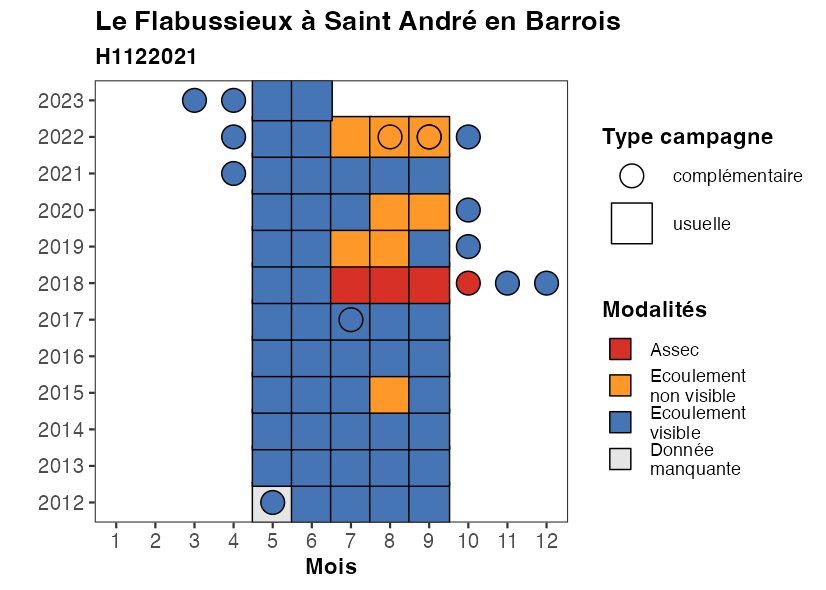 Le Flabussieux à Saint André en Barrois
H1122021
2023
2022
2021
2020
2019
2018
2017
2016
2015
2014
2013
2012
1 2 3 4 5 6 7 8 9 10 11 12
Mois
Type campagne
complémentaire
usuelle
Modalités
Assec
Ecoulement
non visible
Ecoulement
visible
Donnée
manquante